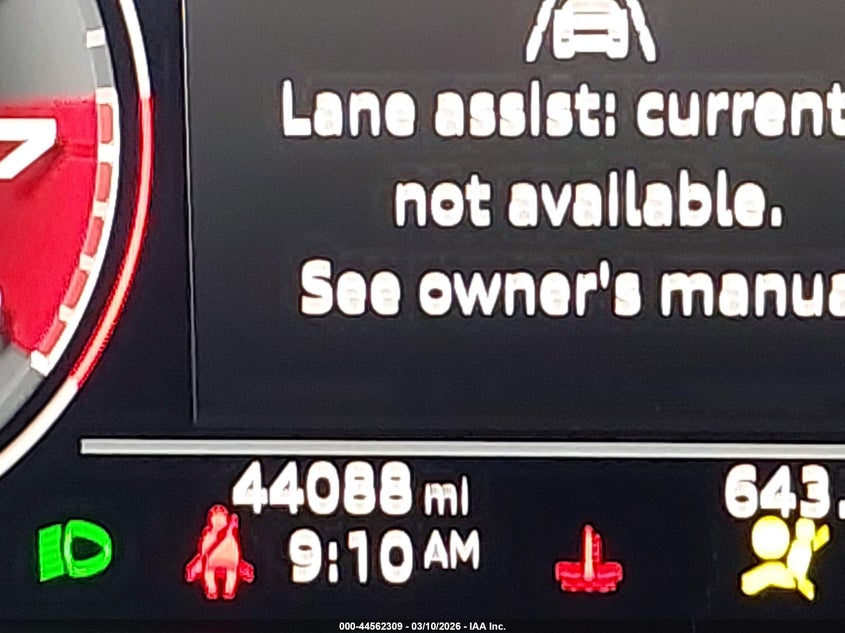 Lane assist: current
not available.
See owner's manua
7
44088 mi 643.
9:10 AM
000-44562309 - 03/10/2026 - IAA Inc.